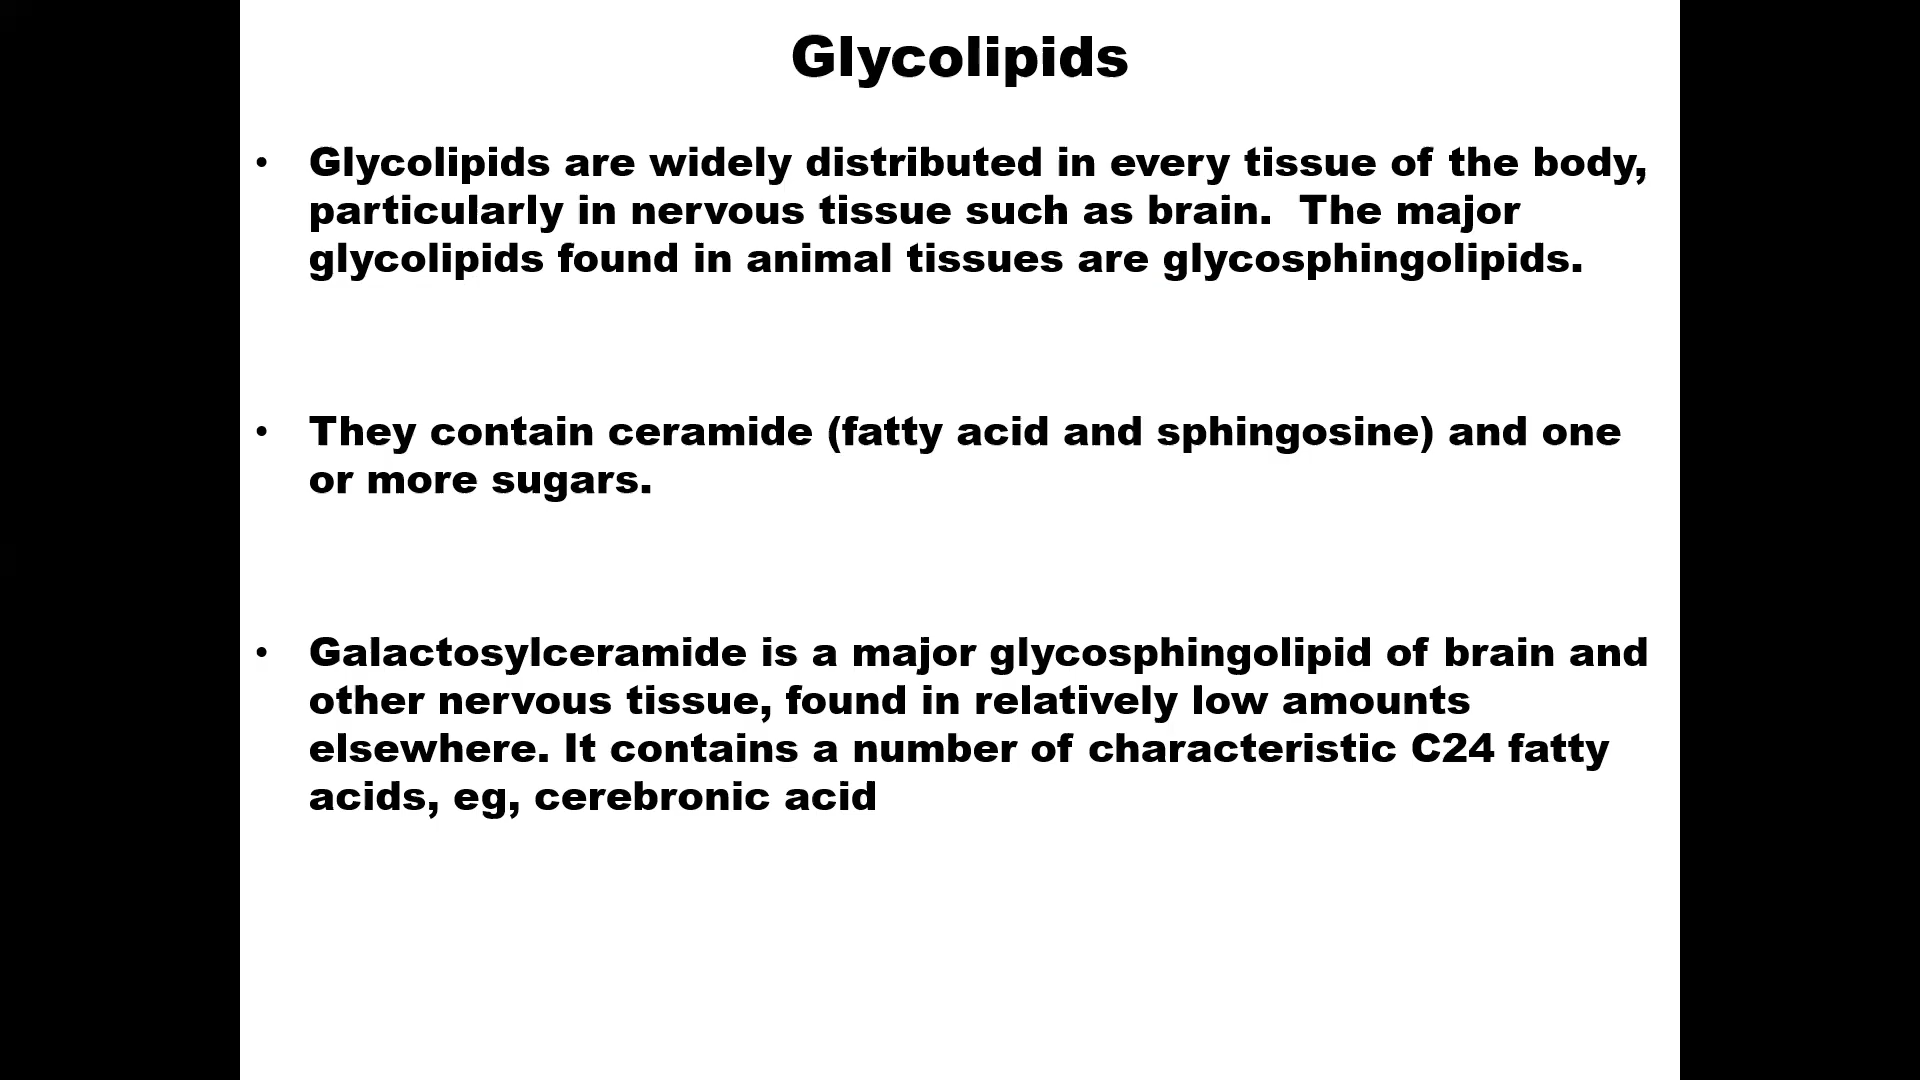 Glycolipids
• Glycolipids are widely distributed in every tissue of the body,
particularly in nervous tissue such as brain.  The major
glycolipids found in animal tissues are glycosphingolipids.
• They contain ceramide (fatty acid and sphingosine) and one
or more sugars.
• Galactosylceramide is a major glycosphingolipid of brain and
other nervous tissue, found in relatively low amounts
elsewhere. It contains a number of characteristic C24 fatty
acids, eg, cerebronic acid